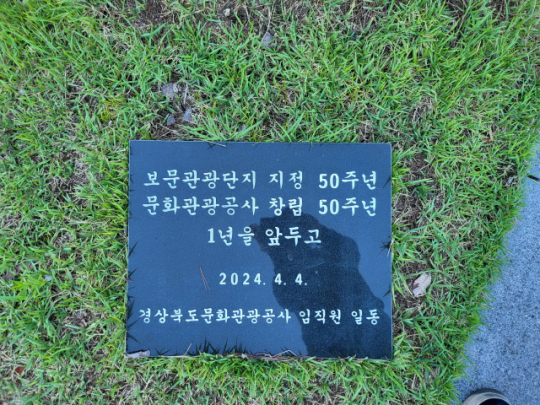 보문관광단지 지정 50주년
문화관광공사 창립 50주년
1년을 앞두고
2024. 4. 4.
경상북도문화관광공사 임직원 일동